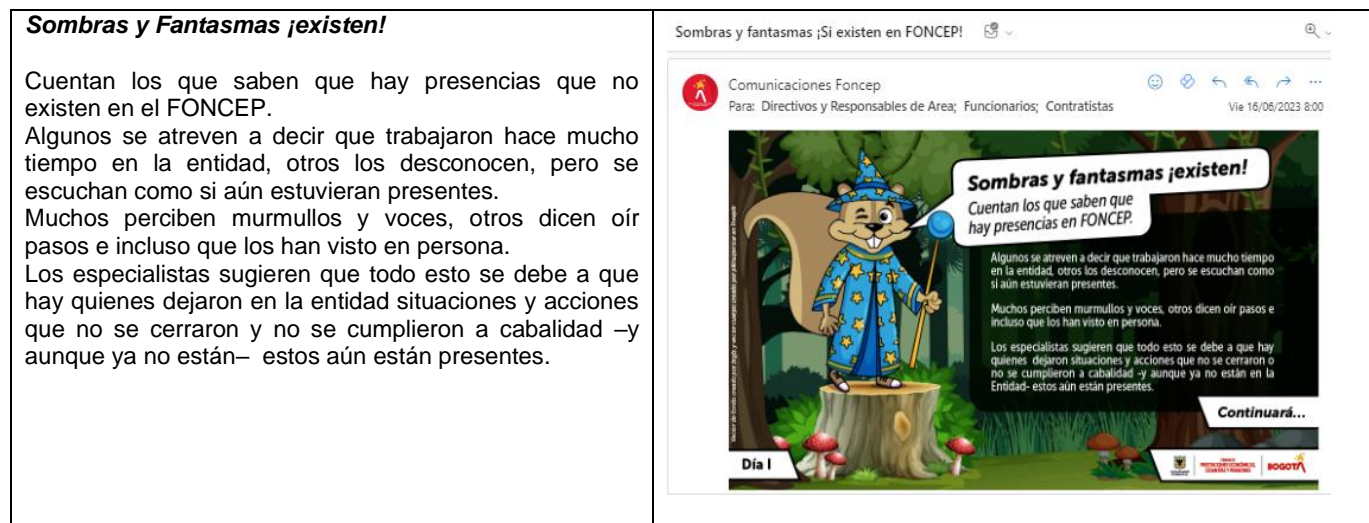 Sombras y Fantasmas ¡existen!
Cuentan los que saben que hay presencias que no
existen en el FONCEP.
Algunos se atreven a decir que trabajaron hace mucho
tiempo en la entidad, otros los desconocen, pero se
escuchan como si aún estuvieran presentes.
Muchos perciben murmullos y voces, otros dicen oír
pasos e incluso que los han visto en persona.
Los especialistas sugieren que todo esto se debe a que
hay quienes dejaron en la entidad situaciones y acciones
que no se cerraron y no se cumplieron a cabalidad –y
aunque ya no están– estos aún están presentes.
Sombras y fantasmas ¡Si existen en FONCEP!
Comunicaciones Foncep
Para: Directivos y Responsables de Area; Funcionarios; Contratistas
Vie 16/06/2023 8:00
Sombras y fantasmas ¡existen!
Cuentan los que saben que
hay presencias en FONCEP.
Algunos se atreven a decir que trabajaron hace mucho tiempo
en la entidad, otros los desconocen, pero se escuchan como
si aún estuvieran presentes.
Muchos perciben murmullos y voces, otros dicen oír pasos e
incluso que los han visto en persona.
Los especialistas sugieren que todo esto se debe a que hay
quienes dejaron situaciones y acciones que no se cerraron o
no se cumplieron a cabalidad -y aunque ya no están en la
Entidad- estos aún están presentes.
Continuará...
Día I
PRESTACIONES ECONÓMICAS,
CESANTÍAS Y PENSIONES
BOGOTÁ